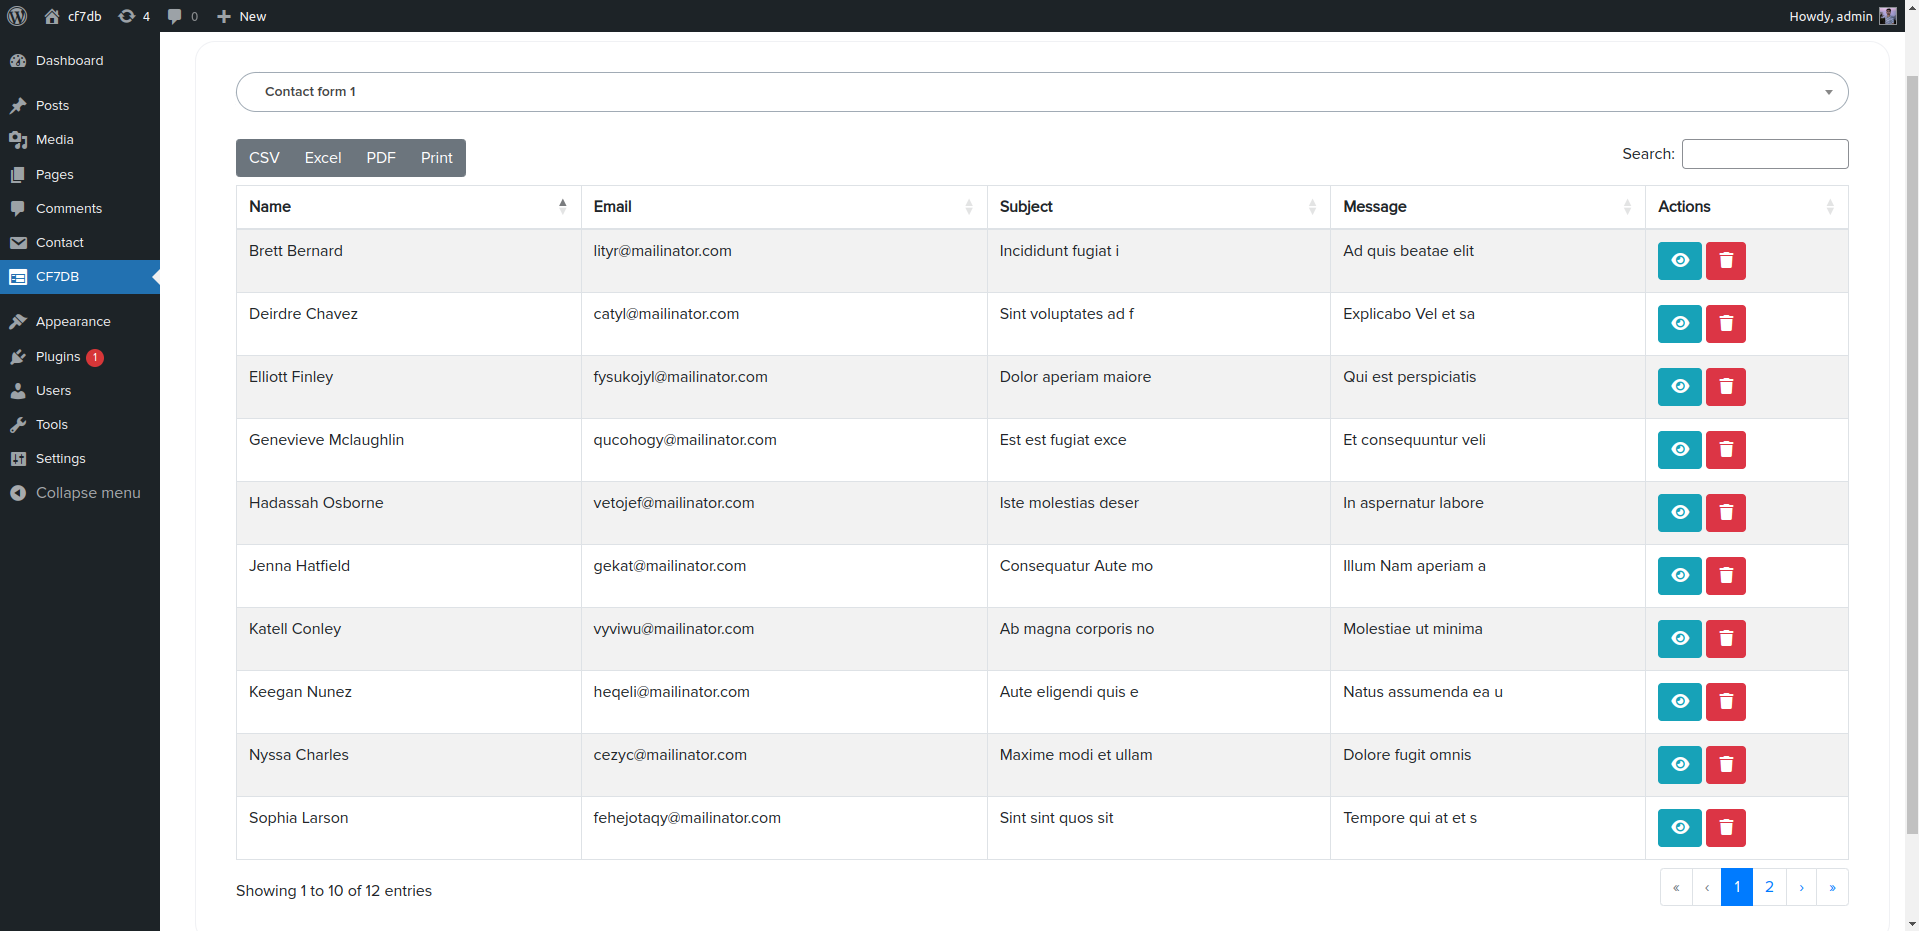 cf7db 4 0 New Howdy, admin
Dashboard
Posts
Media
Pages
Comments
Contact
CF7DB
Appearance
Plugins 1
Users
Tools
Settings
Collapse menu
Contact form 1
CSV Excel PDF Print Search:
Name Email Subject Message Actions
Brett Bernard lityr@mailinator.com Incididunt fugiat i Ad quis beatae elit
Deirdre Chavez catyl@mailinator.com Sint voluptates ad f Explicabo Vel et sa
Elliott Finley fysukojyl@mailinator.com Dolor aperiam maiore Qui est perspiciatis
Genevieve Mclaughlin qucohogy@mailinator.com Est est fugiat exce Et consequuntur veli
Hadassah Osborne vetojef@mailinator.com Iste molestias deser In aspernatur labore
Jenna Hatfield gekat@mailinator.com Consequatur Aute mo Illum Nam aperiam a
Katell Conley vyviwu@mailinator.com Ab magna corporis no Molestiae ut minima
Keegan Nunez heqeli@mailinator.com Aute eligendi quis e Natus assumenda ea u
Nyssa Charles cezyc@mailinator.com Maxime modi et ullam Dolore fugit omnis
Sophia Larson fehejotaqy@mailinator.com Sint sint quos sit Tempore qui at et s
Showing 1 to 10 of 12 entries « ‹ 1 2 › »